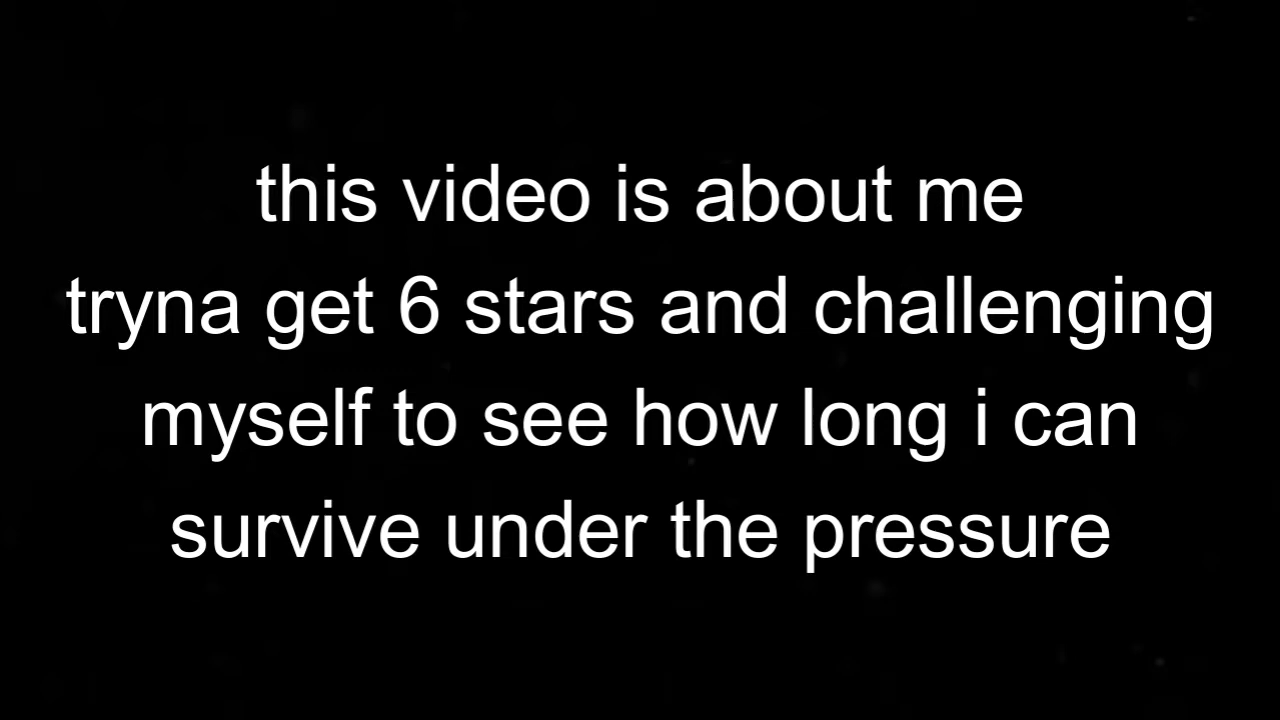 this video is about me
tryna get 6 stars and challenging
myself to see how long i can
survive under the pressure